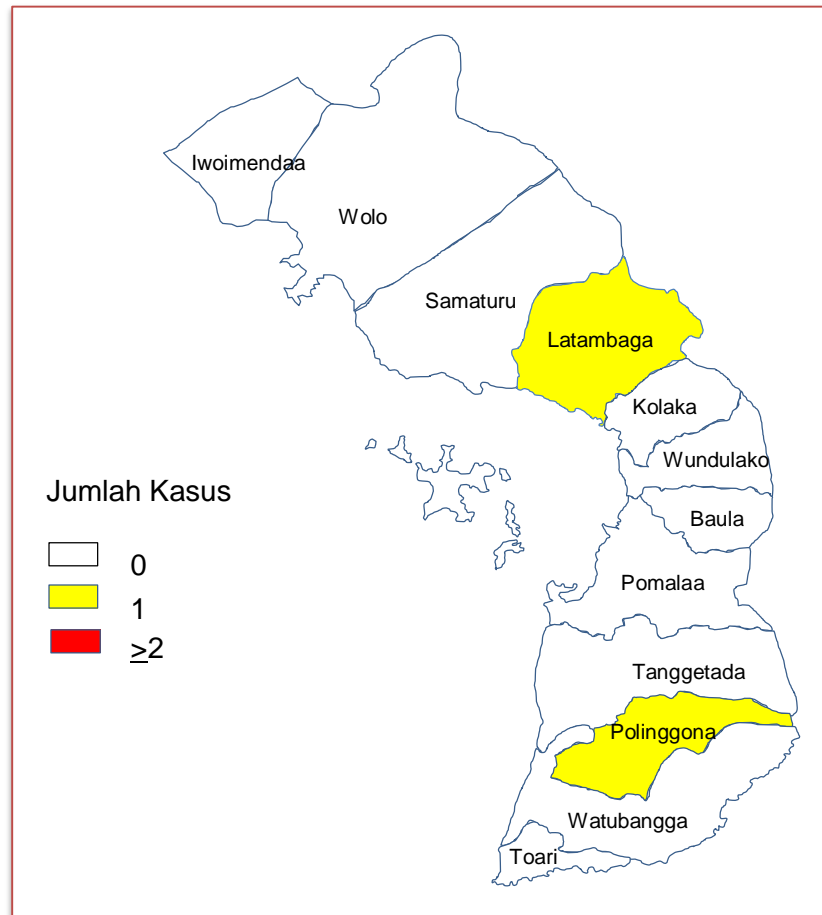 Iwoimendaa
Wolo
Samaturu
Latambaga
Kolaka
Wundulako
Baula
Pomalaa
Tanggetada
Polinggona
Watubangga
Toari
Jumlah Kasus
0
1
≥2